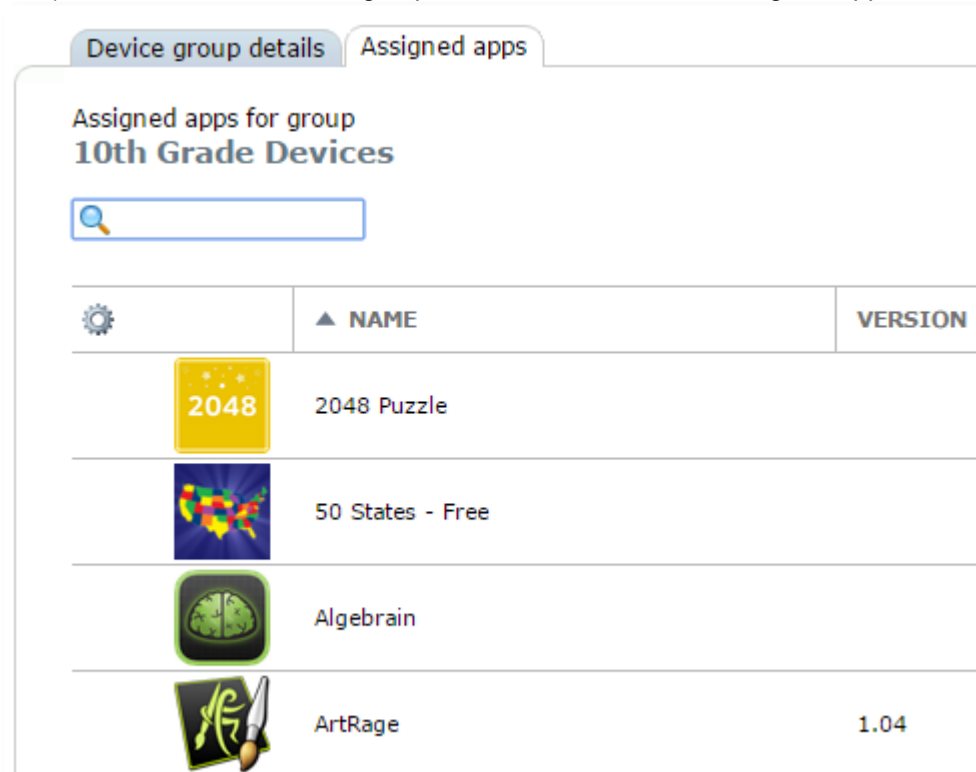 Device group details Assigned apps
Assigned apps for group
10th Grade Devices
NAME VERSION
2048 2048 Puzzle
50 States - Free
Algebrain
ArtRage 1.04